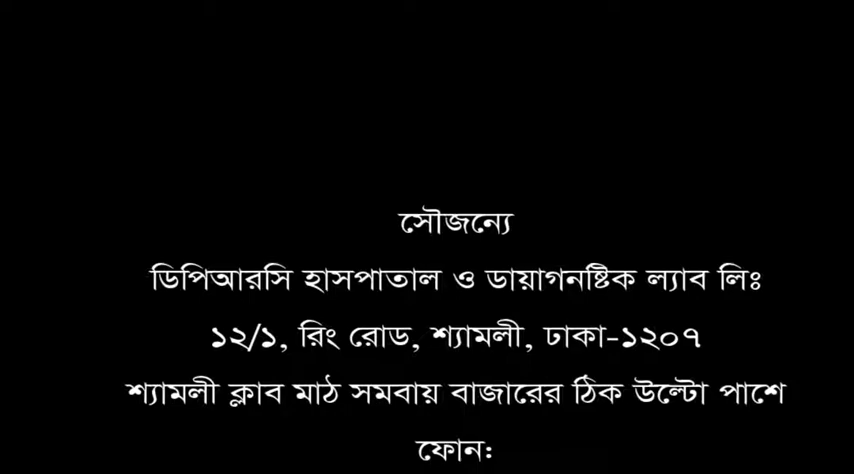 সৌজন্যে
ডিপিআরসি হাসপাতাল ও ডায়াগনষ্টিক ল্যাব লিঃ
১২/১, রিং রোড, শ্যামলী, ঢাকা-১২০৭
শ্যামলী ক্লাব মাঠ সমবায় বাজারের ঠিক উল্টো পাশে
ফোন: